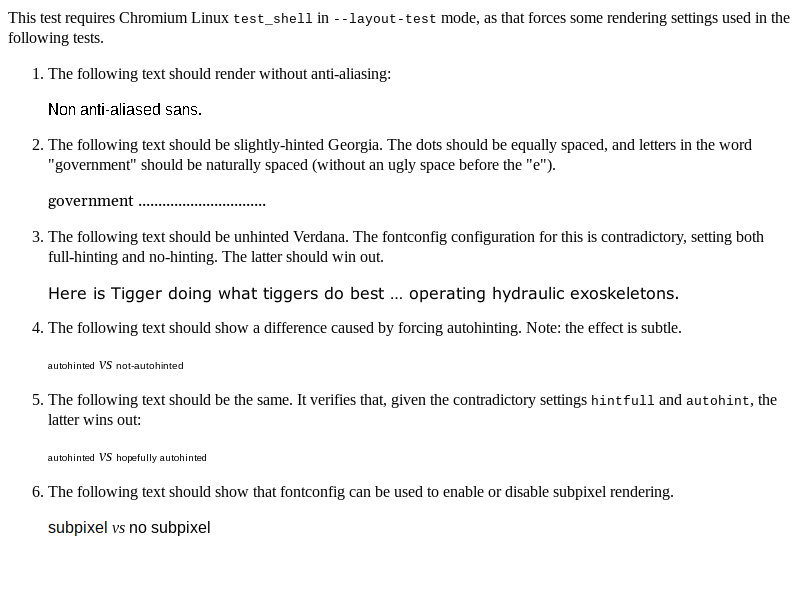 This test requires Chromium Linux test_shell in --layout-test mode, as that forces some rendering settings used in the
following tests.
1. The following text should render without anti-aliasing:
Non anti-aliased sans.
2. The following text should be slightly-hinted Georgia. The dots should be equally spaced, and letters in the word
"government" should be naturally spaced (without an ugly space before the "e").
government ................................
3. The following text should be unhinted Verdana. The fontconfig configuration for this is contradictory, setting both
full-hinting and no-hinting. The latter should win out.
Here is Tigger doing what tiggers do best … operating hydraulic exoskeletons.
4. The following text should show a difference caused by forcing autohinting. Note: the effect is subtle.
autohinted vs not-autohinted
5. The following text should be the same. It verifies that, given the contradictory settings hintfull and autohint, the
latter wins out:
autohinted vs hopefully autohinted
6. The following text should show that fontconfig can be used to enable or disable subpixel rendering.
subpixel vs no subpixel